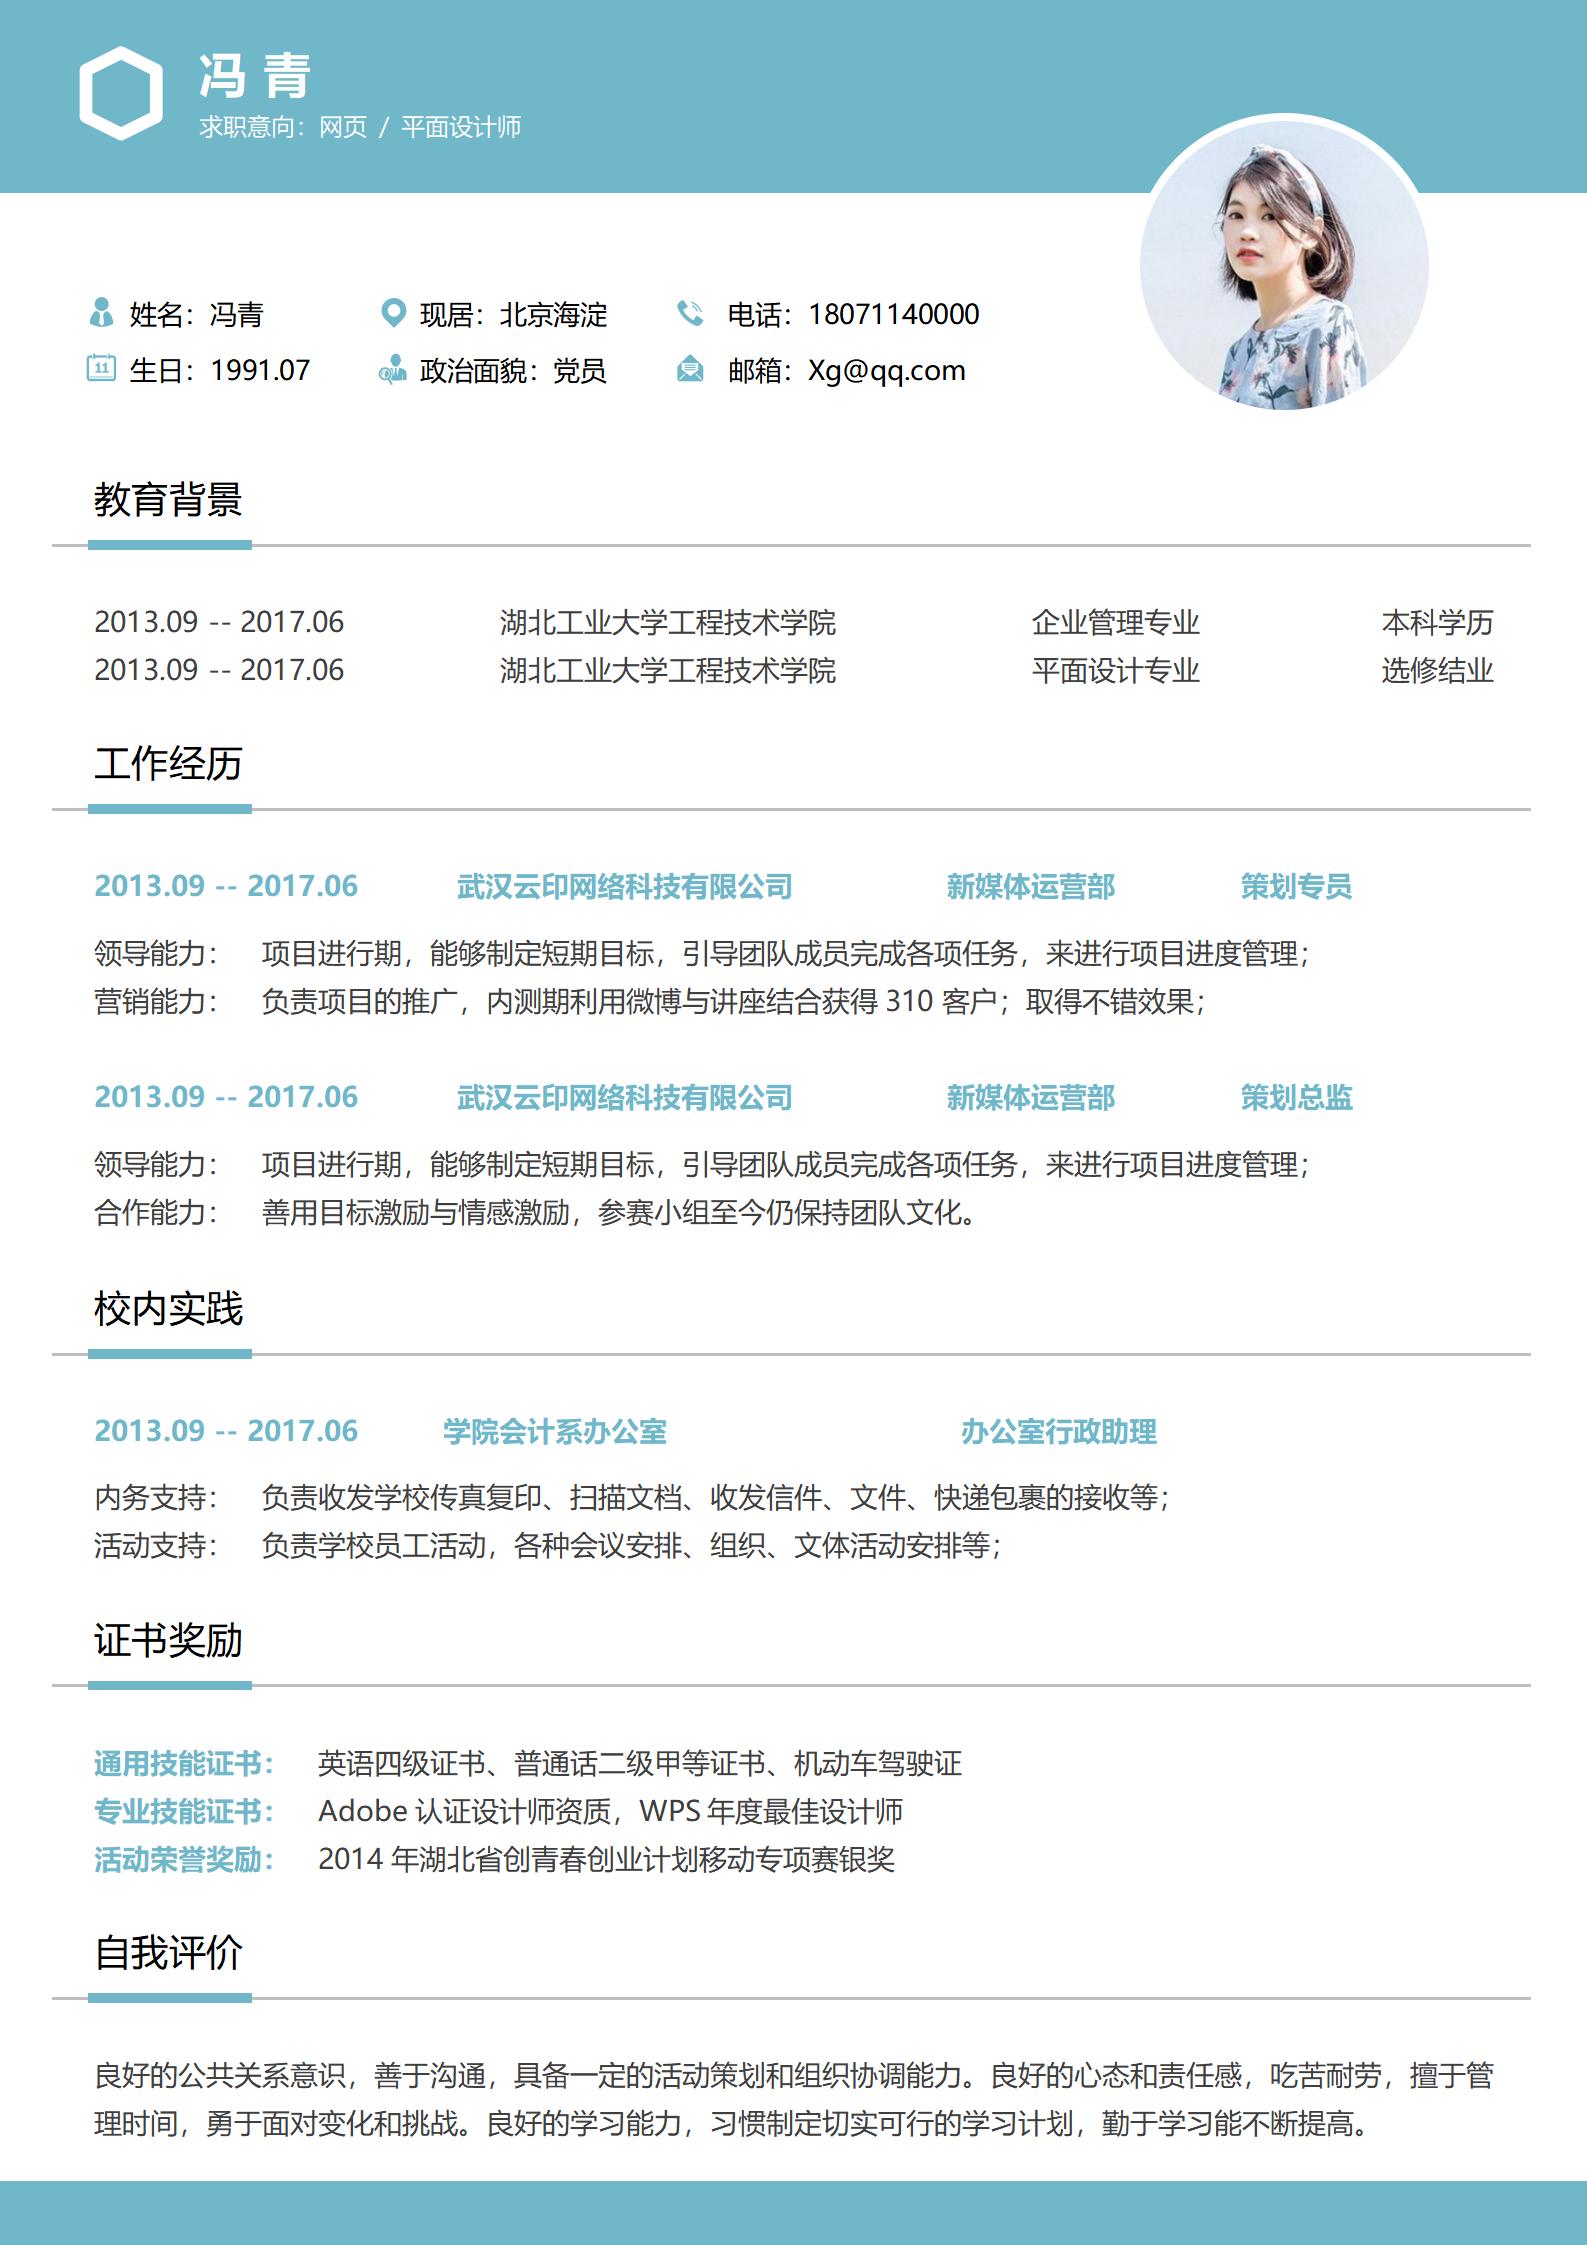 冯 青
求职意向：网页 / 平面设计师
姓名：冯青 现居：北京海淀 电话：18071140000
11 生日：1991.07 政治面貌：党员 邮箱：Xg@qq.com
教育背景
2013.09 -- 2017.06 湖北工业大学工程技术学院 企业管理专业 本科学历
2013.09 -- 2017.06 湖北工业大学工程技术学院 平面设计专业 选修结业
工作经历
2013.09 -- 2017.06 武汉云印网络科技有限公司 新媒体运营部 策划专员
领导能力： 项目进行期，能够制定短期目标，引导团队成员完成各项任务，来进行项目进度管理；
营销能力： 负责项目的推广，内测期利用微博与讲座结合获得 310 客户；取得不错效果；
2013.09 -- 2017.06 武汉云印网络科技有限公司 新媒体运营部 策划总监
领导能力： 项目进行期，能够制定短期目标，引导团队成员完成各项任务，来进行项目进度管理；
合作能力： 善用目标激励与情感激励，参赛小组至今仍保持团队文化。
校内实践
2013.09 -- 2017.06 学院会计系办公室 办公室行政助理
内务支持： 负责收发学校传真复印、扫描文档、收发信件、文件、快递包裹的接收等；
活动支持： 负责学校员工活动，各种会议安排、组织、文体活动安排等；
证书奖励
通用技能证书： 英语四级证书、普通话二级甲等证书、机动车驾驶证
专业技能证书： Adobe 认证设计师资质，WPS 年度最佳设计师
活动荣誉奖励： 2014 年湖北省创青春创业计划移动专项赛银奖
自我评价
良好的公共关系意识，善于沟通，具备一定的活动策划和组织协调能力。良好的心态和责任感，吃苦耐劳，擅于管
理时间，勇于面对变化和挑战。良好的学习能力，习惯制定切实可行的学习计划，勤于学习能不断提高。